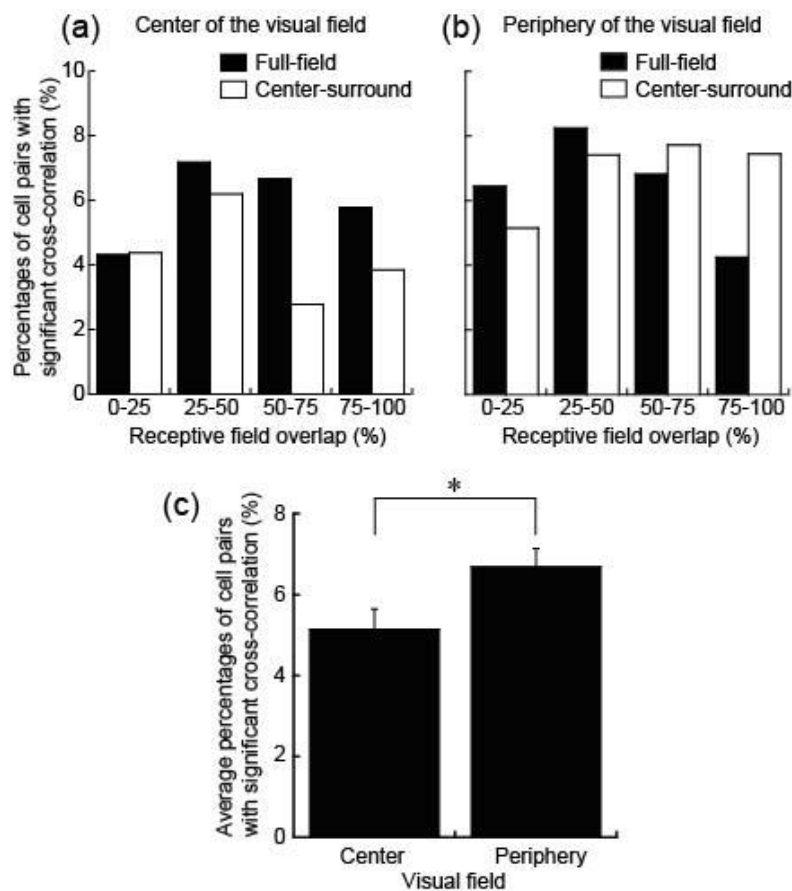 (a) Center of the visual field
Full-field
Center-surround
Percentages of cell pairs with
significant cross-correlation (%)
10
8
6
4
2
0
0-25 25-50 50-75 75-100
Receptive field overlap (%)
(b) Periphery of the visual field
Full-field
Center-surround
0-25 25-50 50-75 75-100
Receptive field overlap (%)
(c)
*
Average percentages of cell pairs
with significant cross-correlation (%)
8
6
4
2
0
Center Periphery
Visual field